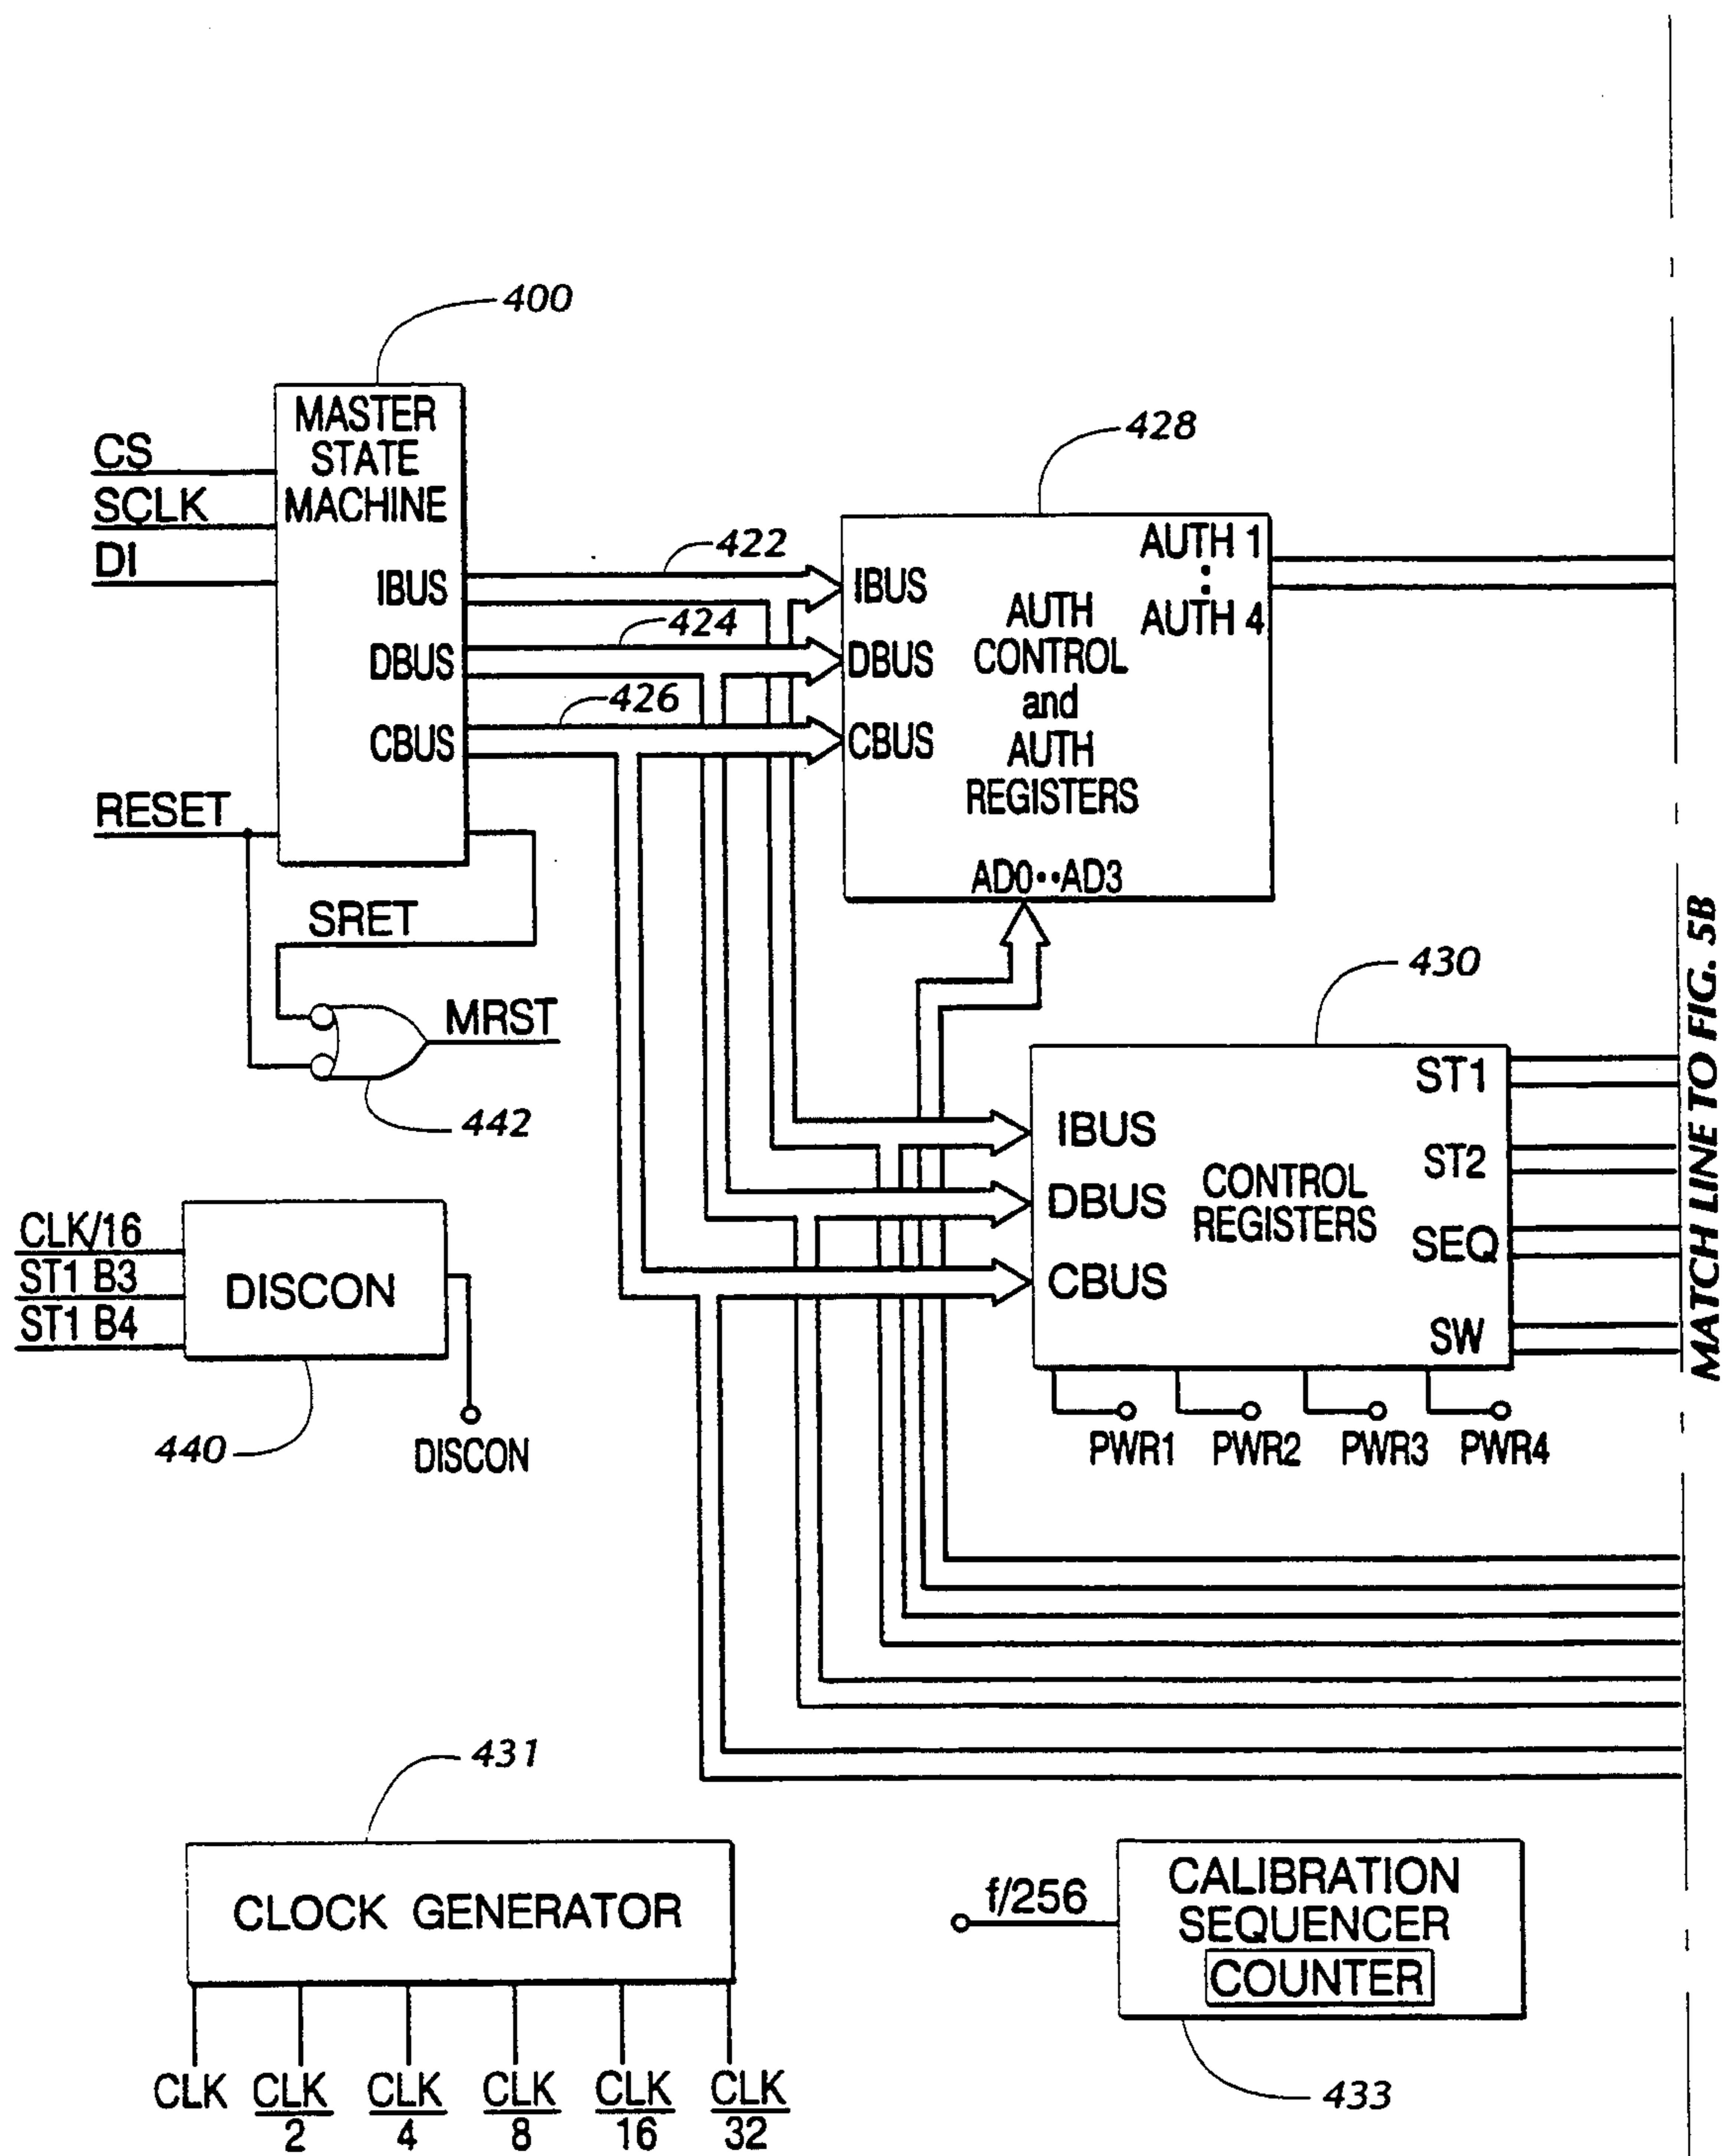 400
MASTER
STATE
MACHINE
CS
SCLK
DI
IBUS
DBUS
CBUS
RESET
SRET
MRST
442
422
424
426
428
AUTH 1
:
AUTH 4
IBUS
DBUS
CBUS
AUTH
CONTROL
and
AUTH
REGISTERS
AD0••AD3
430
ST1
ST2
SEQ
SW
IBUS
DBUS
CBUS
CONTROL
REGISTERS
PWR1 PWR2 PWR3 PWR4
MATCH LINE TO FIG. 5B
CLK/16
ST1 B3
ST1 B4
DISCON
440
DISCON
431
CLOCK GENERATOR
CLK CLK CLK CLK CLK CLK
2 4 8 16 32
f/256
CALIBRATION
SEQUENCER
COUNTER
433